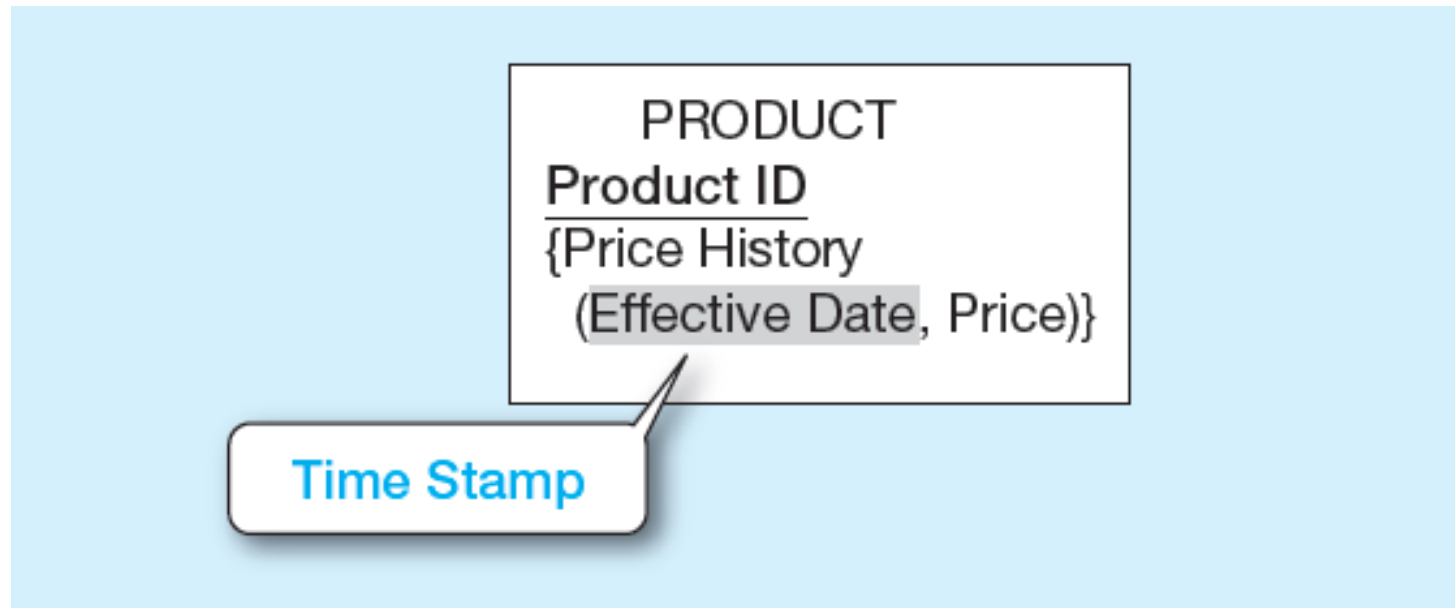 PRODUCT
Product ID
{Price History
(Effective Date, Price)}
Time Stamp